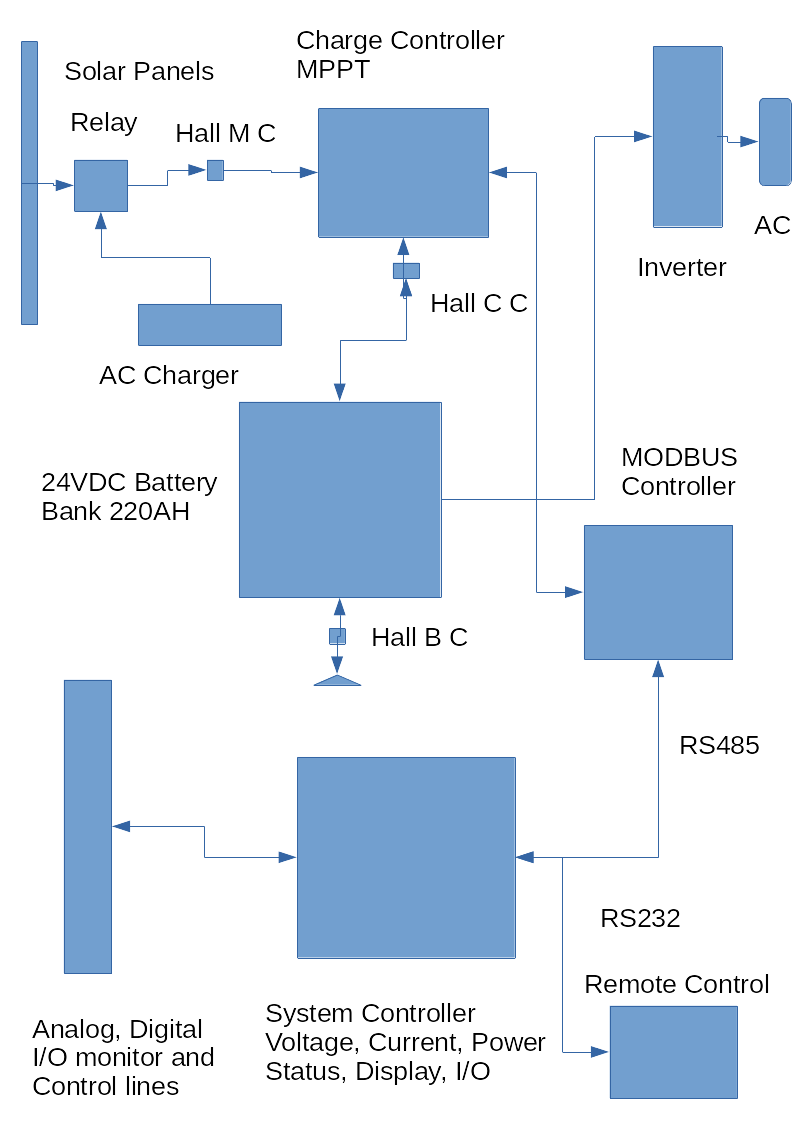 Charge Controller
MPPT
Solar Panels
Relay
Hall M C
AC
Inverter
Hall C C
AC Charger
MODBUS
Controller
24VDC Battery
Bank 220AH
Hall B C
RS485
RS232
Remote Control
System Controller
Voltage, Current, Power
Status, Display, I/O
Analog, Digital
I/O monitor and
Control lines